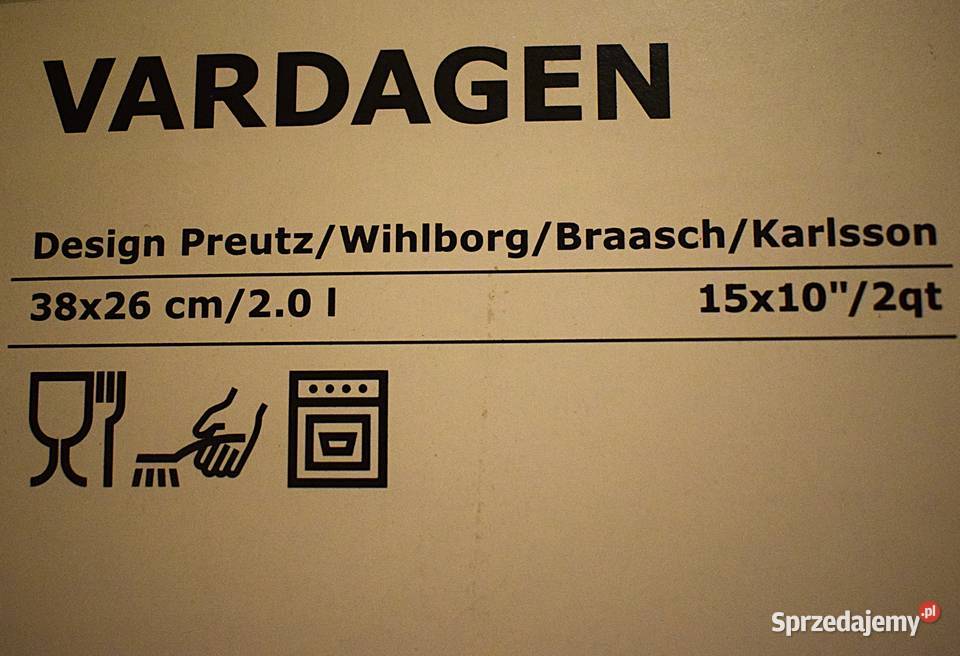 VARDAGEN
Design Preutz/Wihlborg/Braasch/Karlsson
38x26 cm/2.0 l 15x10"/2qt
Sprzedajemy.pl